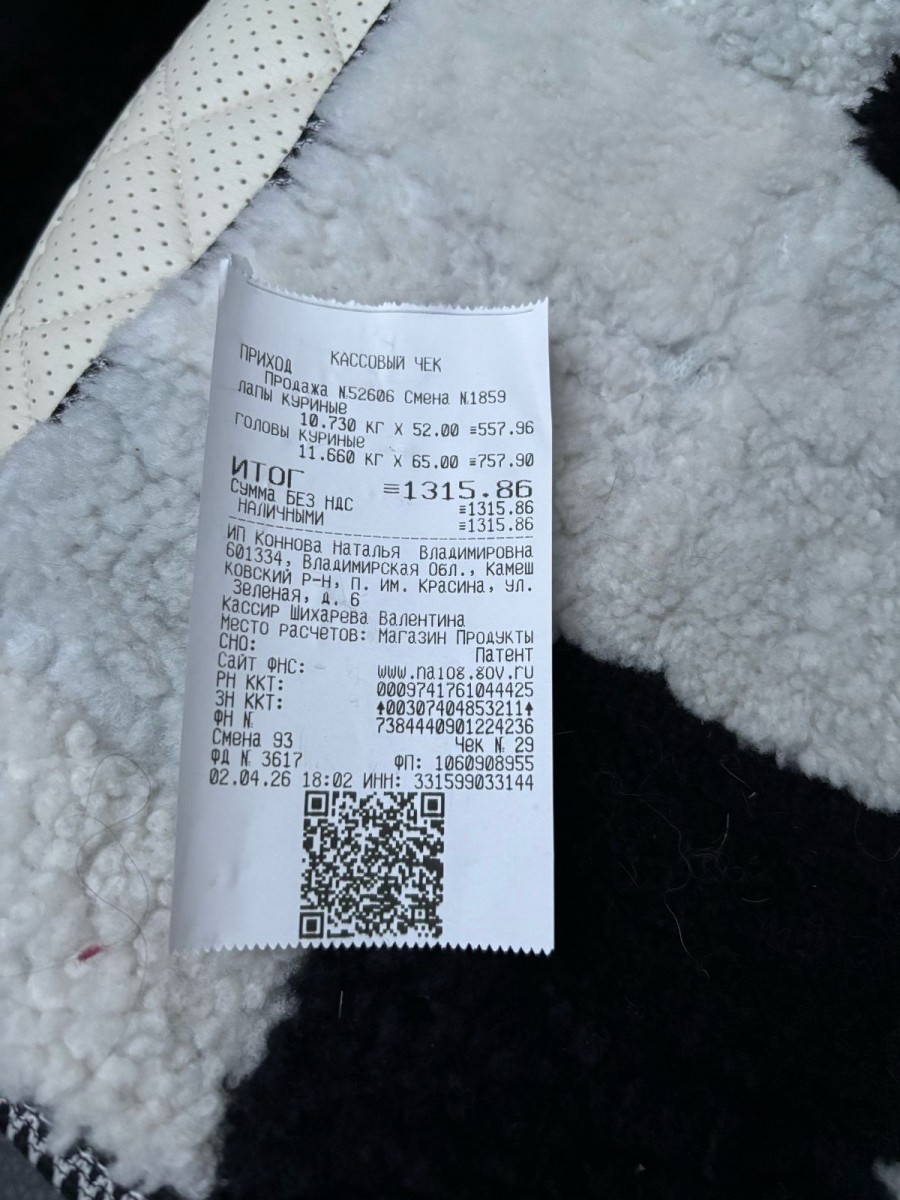 КАССОВЫЙ ЧЕК
ПРИХОД
Продажа №52606 Смена №1859
ЛАПЫ КУРИНЫЕ
10.730 КГ X 52.00 ≡557.96
ГОЛОВЫ КУРИНЫЕ
11.660 КГ X 65.00 ≡757.90
ИТОГ ≡1315.86
СУММА БЕЗ НДС ≡1315.86
НАЛИЧНЫМИ ≡1315.86
ИП Коннова Наталья Владимировна
601334, Владимирская Обл., Камеш
ковский р-н, п. им. Красина, ул.
Зеленая, д. 6
Кассир Шихарева Валентина
Место расчетов: Магазин Продукты
СНО: Патент
Сайт ФНС: www.nalog.gov.ru
РН ККТ: 0009741761044425
ЗН ККТ: ↑00307404853211↑
ФН № 7384440901224236
Смена 93 Чек № 29
ФД № 3617 ФП: 1060908955
02.04.26 18:02 ИНН: 331599033144